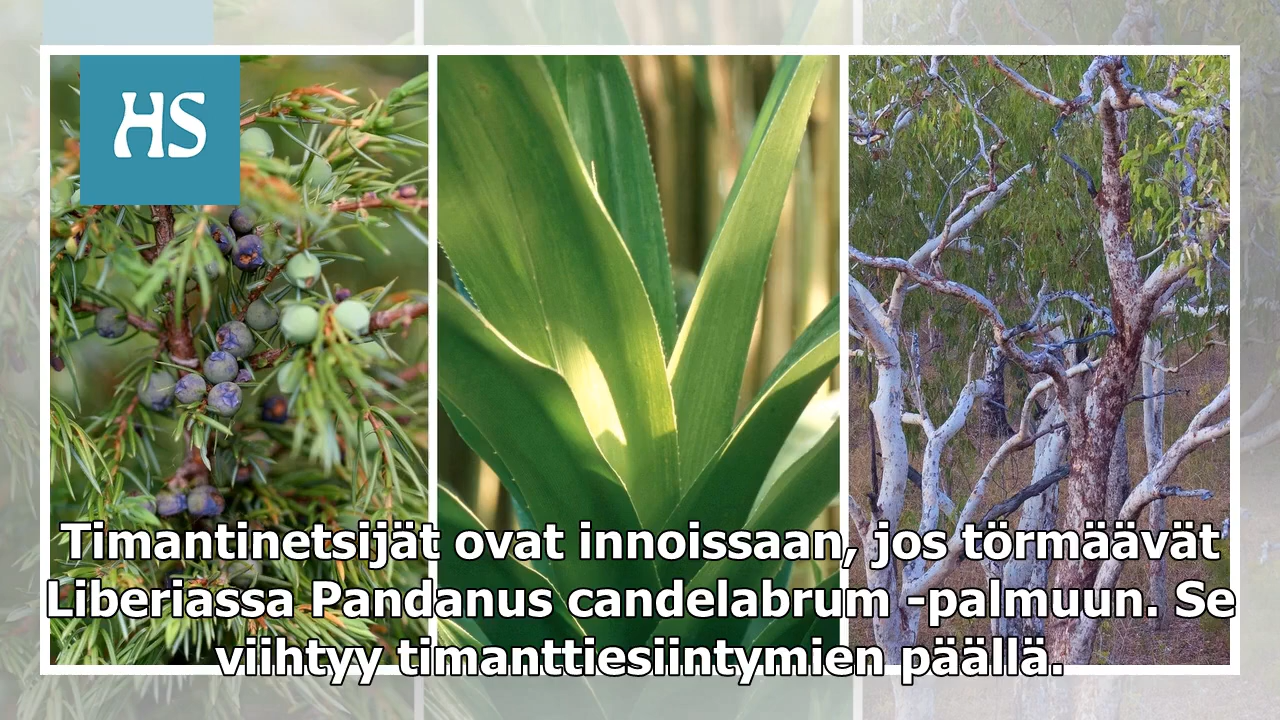 HS
Timantinetsijät ovat innoissaan, jos törmäävät
Liberiassa Pandanus candelabrum -palmuun. Se
viihtyy timanttiesiintymien päällä.